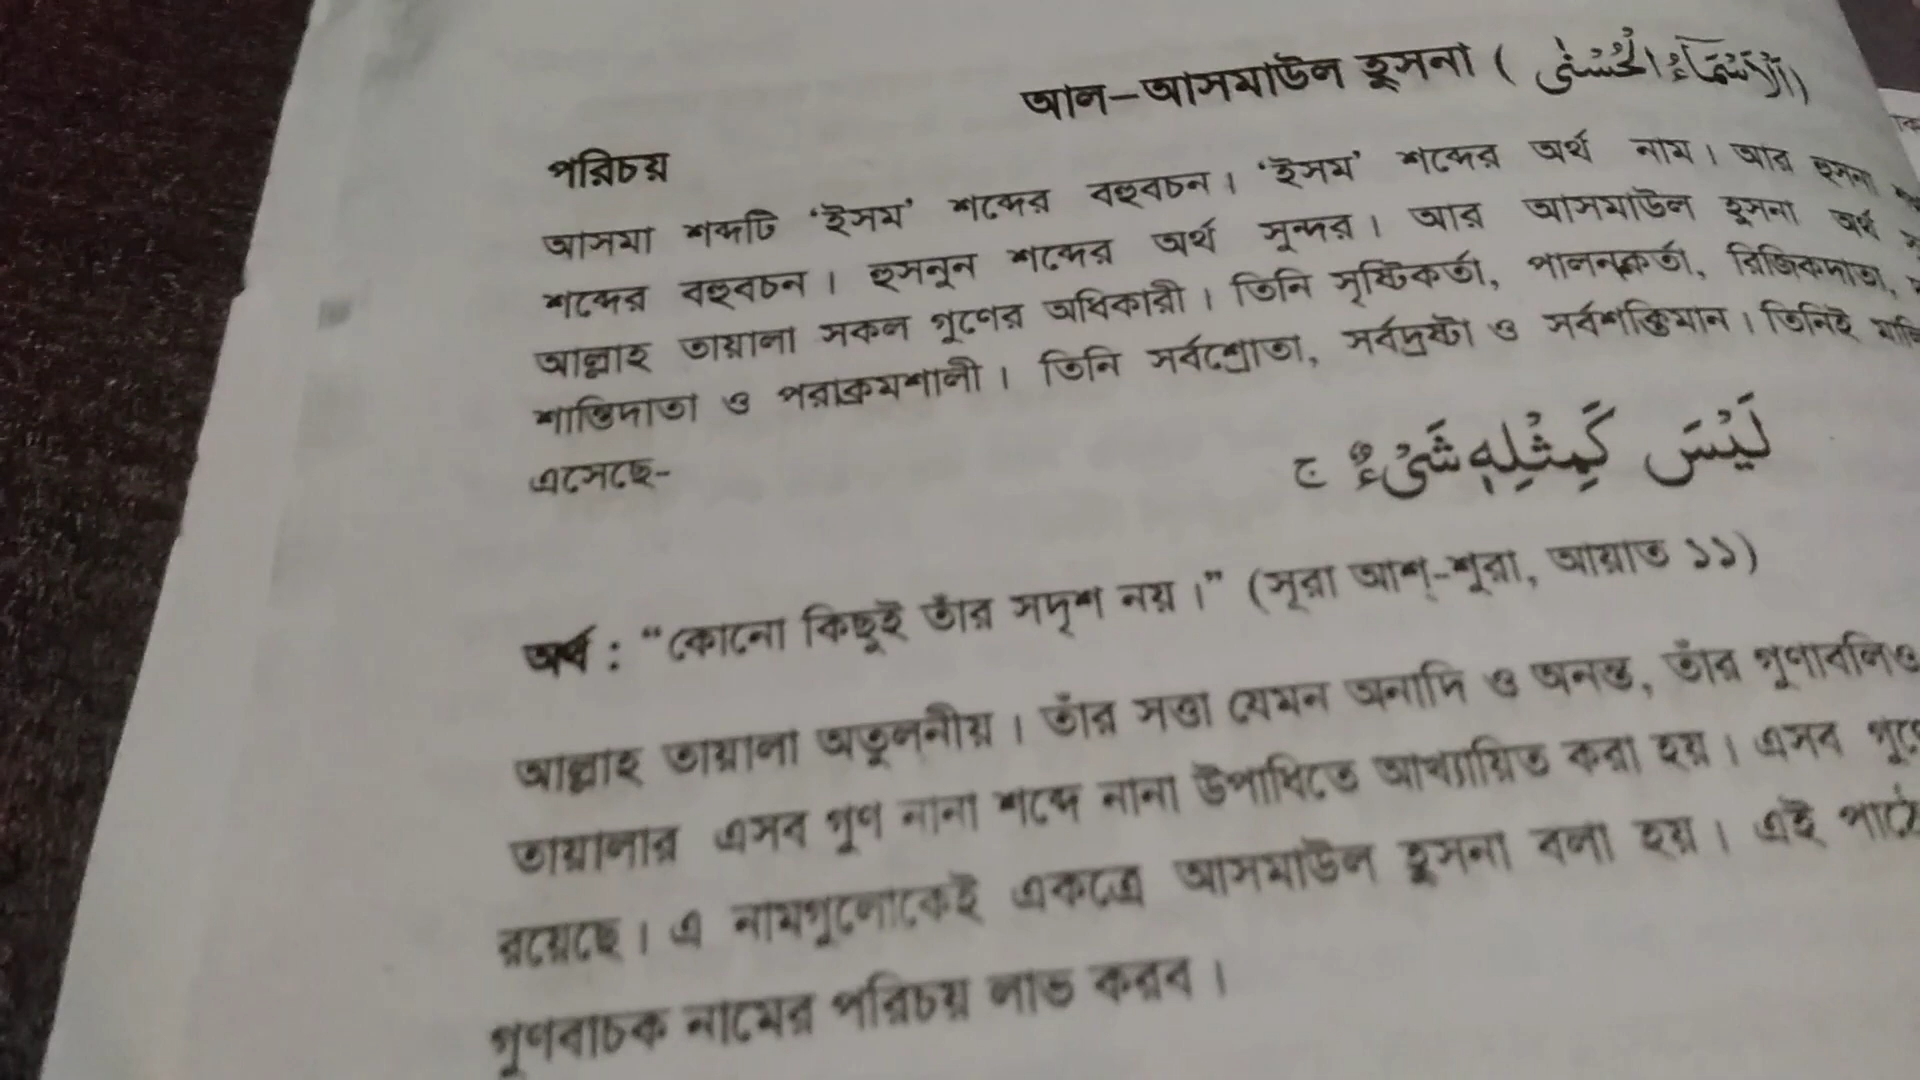 আল-আসমাউল হুসনা (اَلْاَسْمَاءُ الْحُسْنٰى)
পরিচয়
আসমা শব্দটি ‘ইসম’ শব্দের বহুবচন। ‘ইসম’ শব্দের অর্থ নাম। আর হুসনা
শব্দের বহুবচন। হুসনুন শব্দের অর্থ সুন্দর। আর আসমাউল হুসনা অর্থ
আল্লাহ তায়ালা সকল গুণের অধিকারী। তিনি সৃষ্টিকর্তা, পালনকর্তা, রিজিকদাতা,
শান্তিদাতা ও পরাক্রমশালী। তিনি সর্বশ্রোতা, সর্বদ্রষ্টা ও সর্বশক্তিমান। তিনিই
এসেছে-
لَيْسَ كَمِثْلِهٖ شَىْءٌ ج
অর্থ : “কোনো কিছুই তাঁর সদৃশ নয়।” (সূরা আশ্-শূরা, আয়াত ১১)
আল্লাহ তায়ালা অতুলনীয়। তাঁর সত্তা যেমন অনাদি ও অনন্ত, তাঁর গুণাবলিও
তায়ালার এসব গুণ নানা শব্দে নানা উপাধিতে আখ্যায়িত করা হয়। এসব
রয়েছে। এ নামগুলোকেই একত্রে আসমাউল হুসনা বলা হয়। এই পাঠে
গুণবাচক নামের পরিচয় লাভ করব।